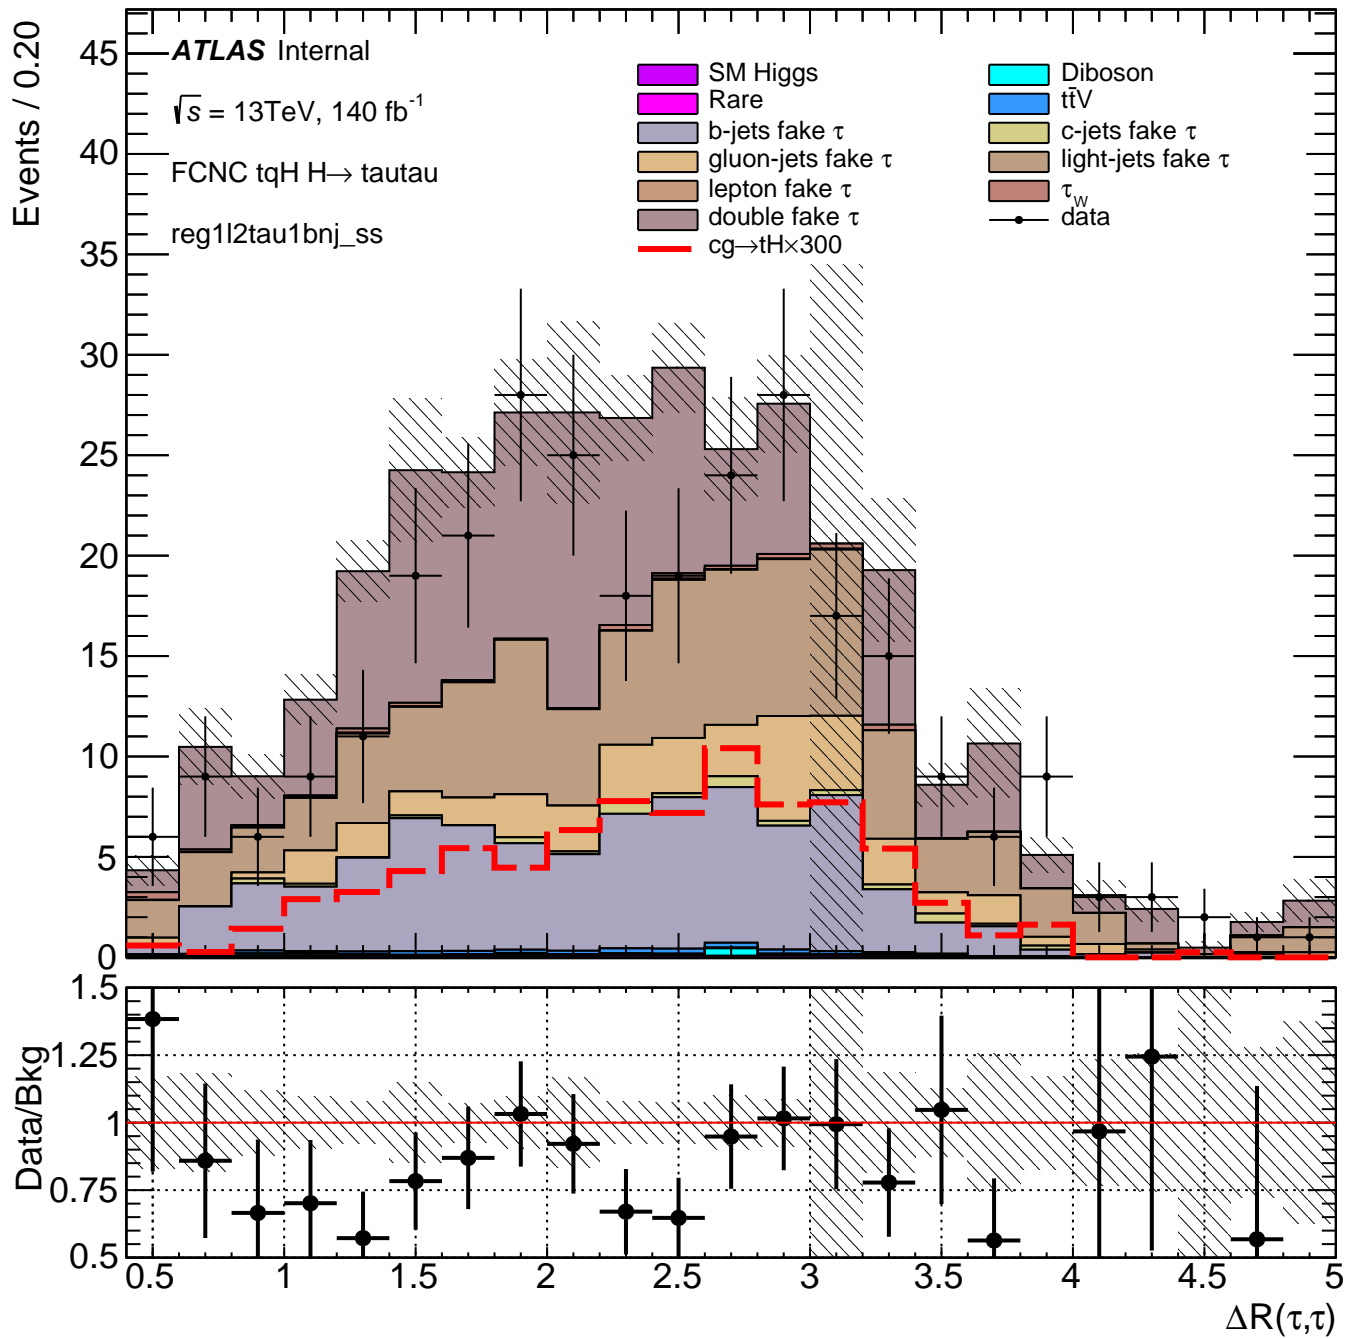 Events / 0.20
45
40
35
30
25
20
15
10
5
0
ATLAS Internal
√s = 13TeV, 140 fb⁻¹
FCNC tqH H→ tautau
reg1l2tau1bnj_ss
SM Higgs
Rare
b-jets fake τ
gluon-jets fake τ
lepton fake τ
double fake τ
cg→tH×300
Diboson
tt̄V
c-jets fake τ
light-jets fake τ
τ_W
data
Data/Bkg
1.5
1.25
1
0.75
0.5
0.5 1 1.5 2 2.5 3 3.5 4 4.5 5
ΔR(τ,τ)